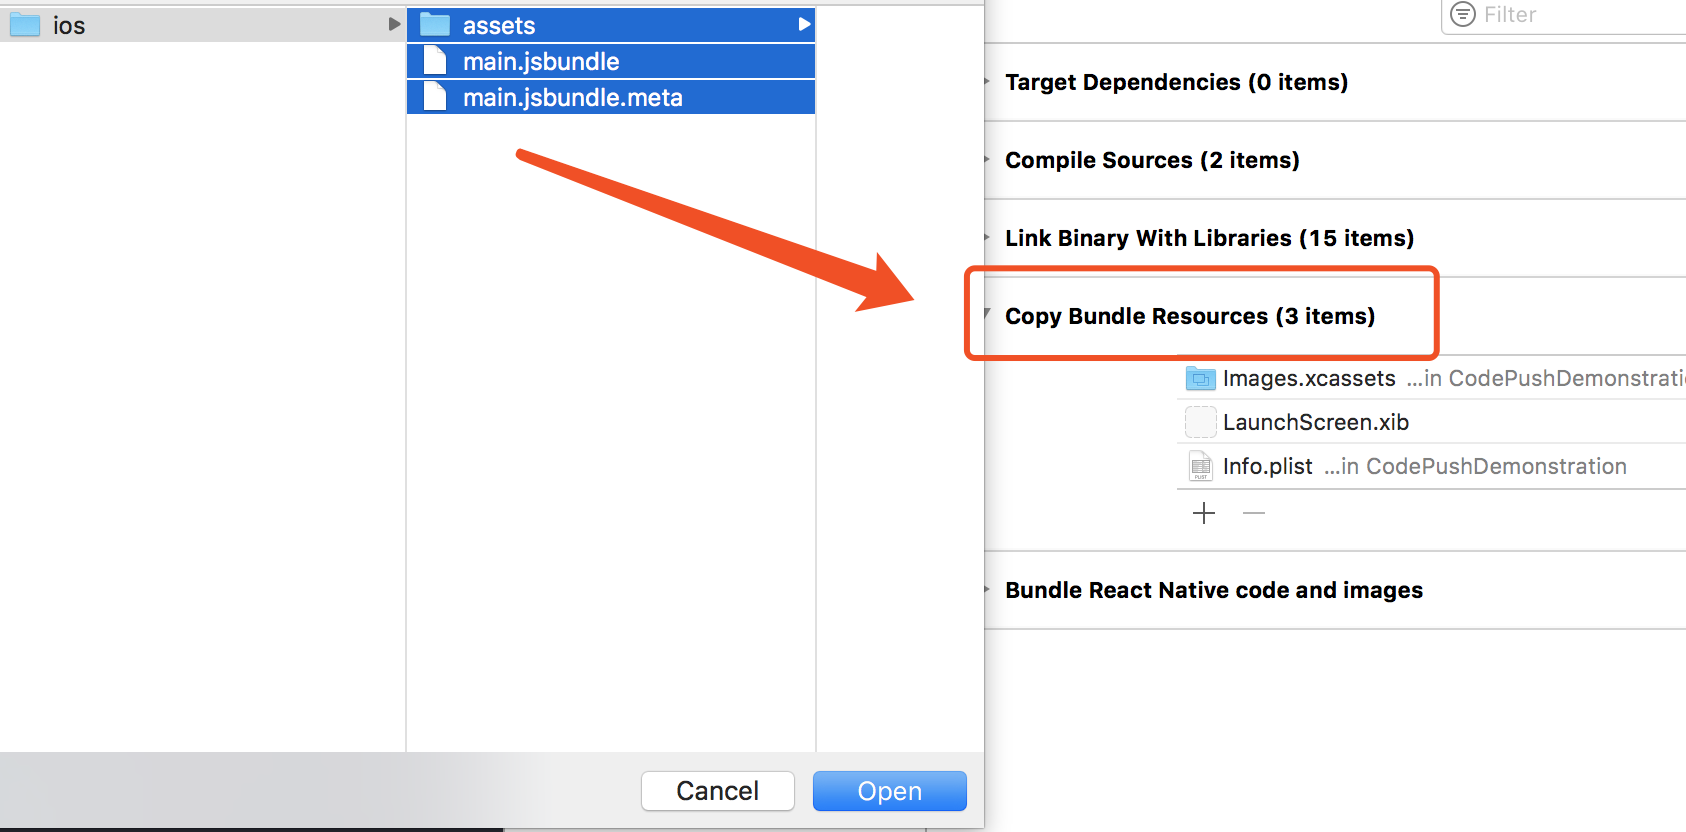 ios
assets
main.jsbundle
main.jsbundle.meta
Cancel
Open
Filter
Target Dependencies (0 items)
Compile Sources (2 items)
Link Binary With Libraries (15 items)
Copy Bundle Resources (3 items)
Images.xcassets ...in CodePushDemonstrati
LaunchScreen.xib
Info.plist ...in CodePushDemonstration
Bundle React Native code and images